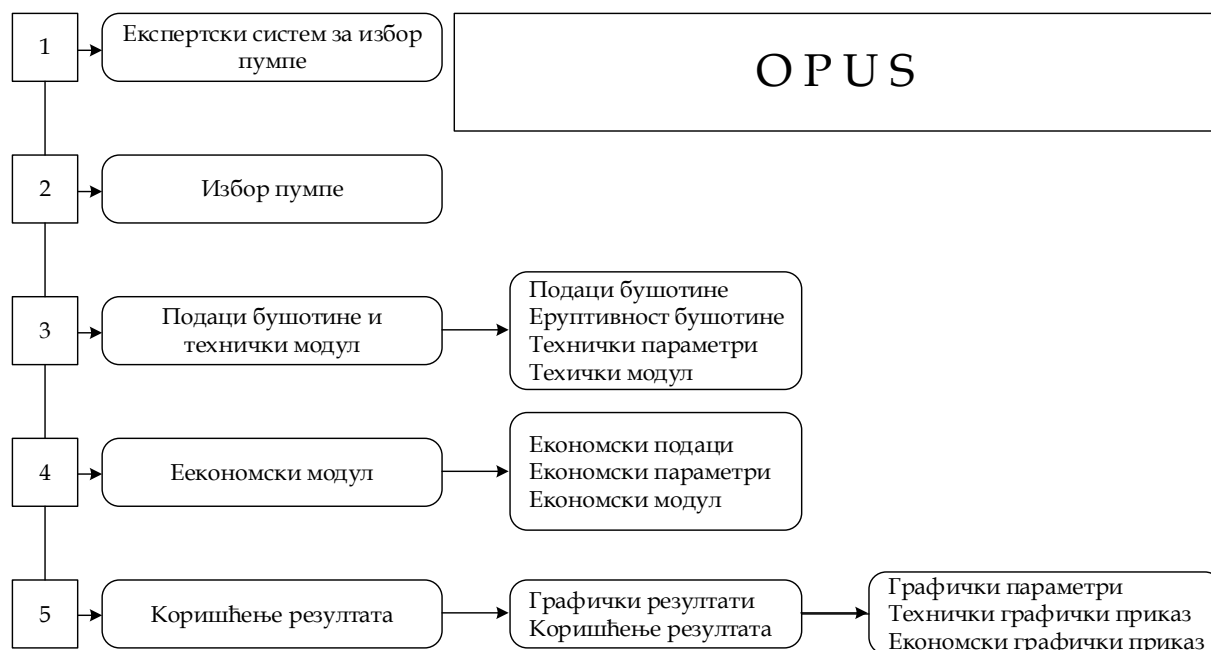 1
Експертски систем за избор
пумпе
O P U S
2
Избор пумпе
3
Подаци бушотине и
технички модул
Подаци бушотине
Еруптивност бушотине
Технички параметри
Техички модул
4
Еекономски модул
Економски подаци
Економски параметри
Економски модул
5
Коришћење резултата
Графички резултати
Коришћење резултата
Графички параметри
Технички графички приказ
Економски графички приказ